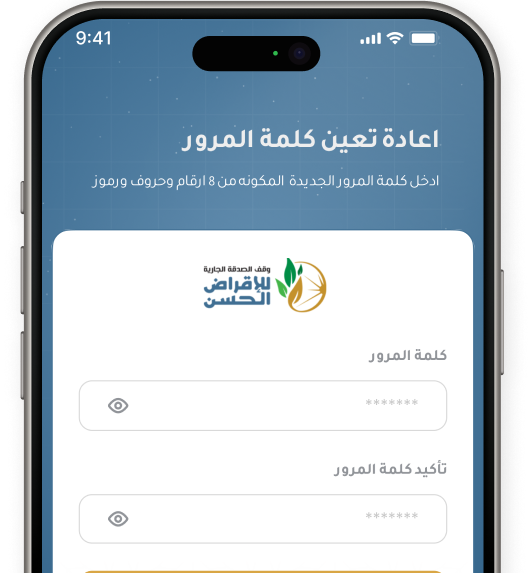 9:41
اعادة تعين كلمة المرور
ادخل كلمة المرور الجديدة المكونه من 8 ارقام وحروف ورموز
وقف الصدقة الجارية
للإقراض
الحسن
كلمة المرور
*******
تأكيد كلمة المرور
*******